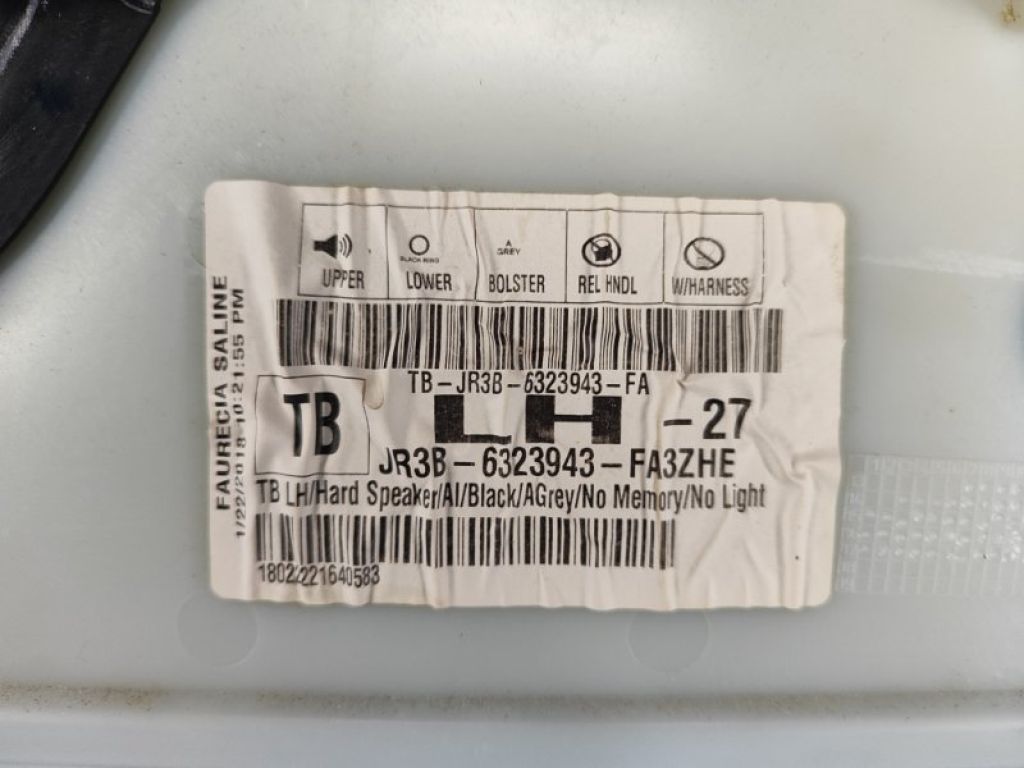 BLACK RING
A
GREY
UPPER
LOWER
BOLSTER
REL HNDL
W/HARNESS
TB-JR3B-6323943-FA
TB
LH
-27
JR3B-6323943-FA3ZHE
TB LH/Hard Speaker/Al/Black/AGrey/No Memory/No Light
FAURECIA SALINE
1/22/2018 10:21:55 PM